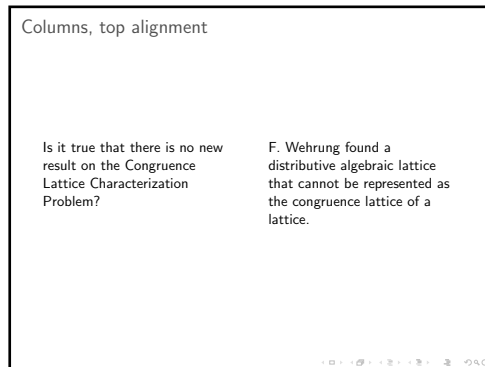 Columns, top alignment
Is it true that there is no new
result on the Congruence
Lattice Characterization
Problem?
F. Wehrung found a
distributive algebraic lattice
that cannot be represented as
the congruence lattice of a
lattice.